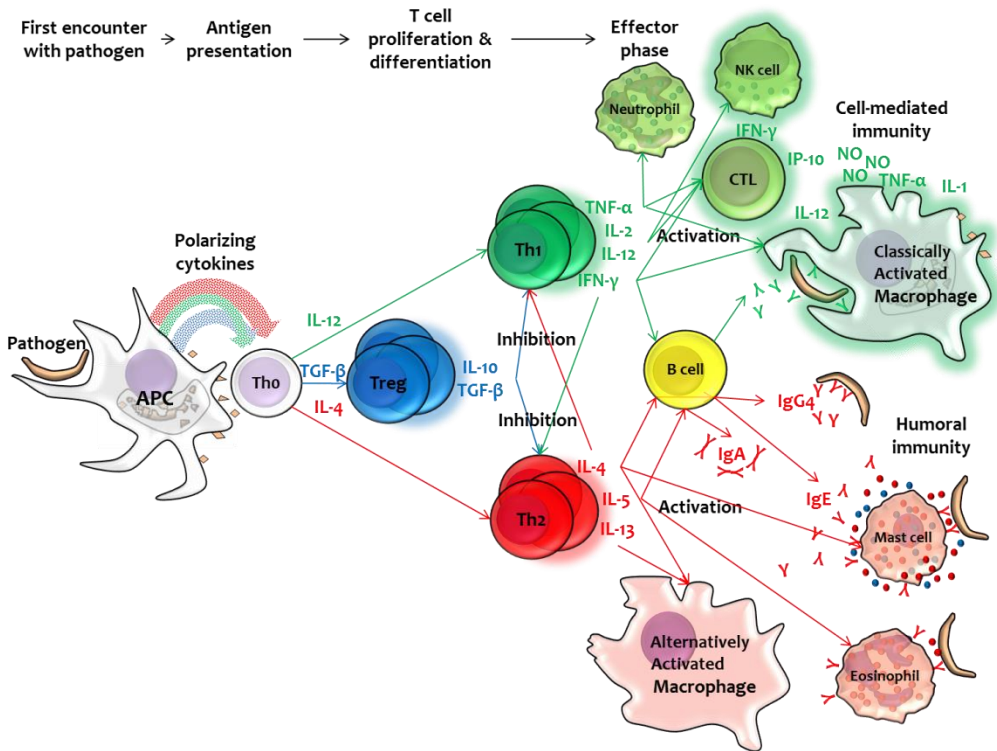 First encounter
with pathogen
Antigen
presentation
T cell
proliferation &
differentiation
Effector
phase
NK cell
Neutrophil
Cell-mediated
immunity
IFN-γ
IP-10
CTL
NO
NO
NO
TNF-α
IL-1
IL-12
Classically
Activated
Macrophage
TNF-α
IL-2
IL-12
IFN-γ
Activation
Th1
Polarizing
cytokines
IL-12
Pathogen
APC
Th0
TGF-β
IL-4
Treg
IL-10
TGF-β
Inhibition
Inhibition
B cell
IgG4
IgA
IgE
Humoral
immunity
Th2
IL-4
IL-5
IL-13
Activation
Mast cell
Alternatively
Activated
Macrophage
Eosinophil